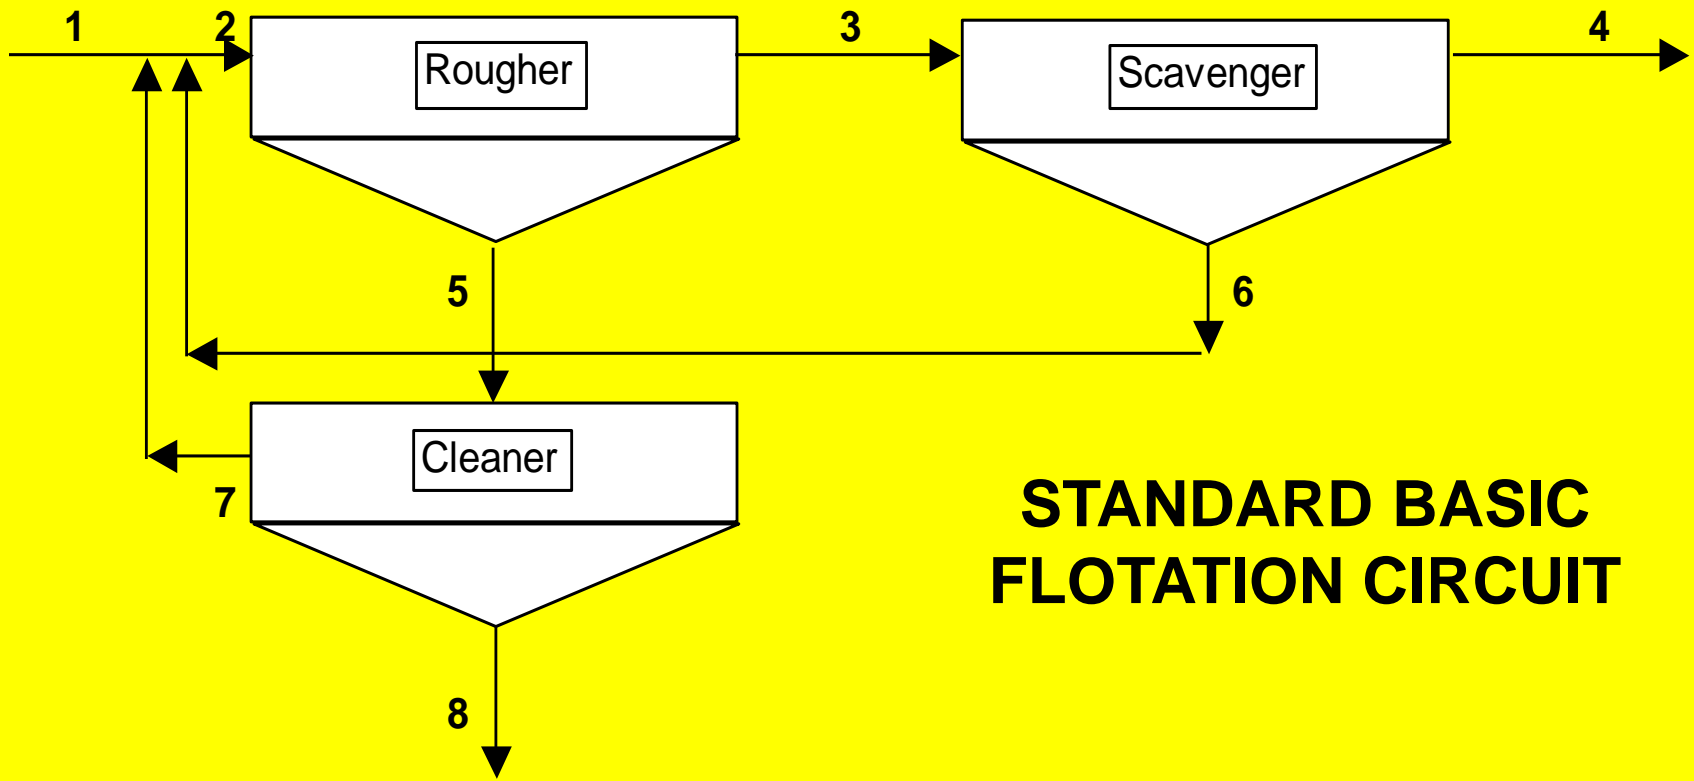 1
2
3
4
Rougher
Scavenger
5
6
Cleaner
7
STANDARD BASIC
FLOTATION CIRCUIT
8